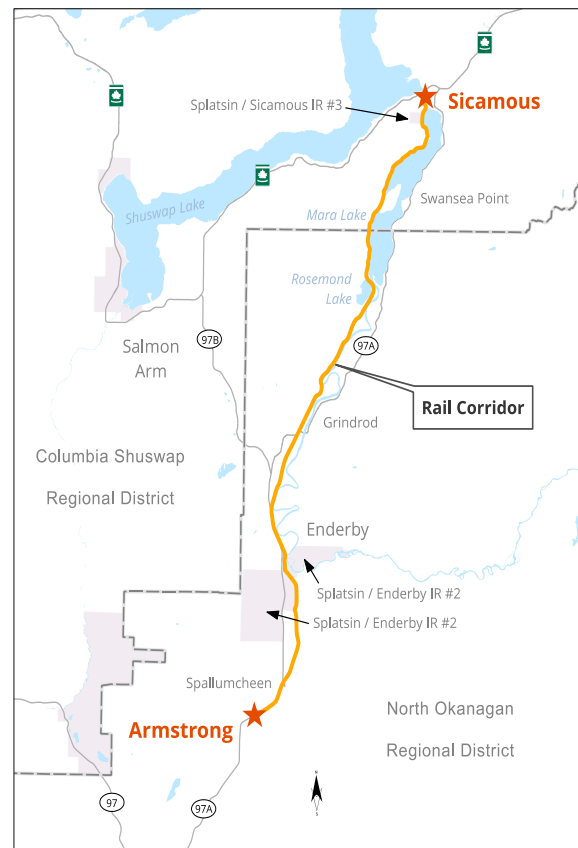 Splatsin / Sicamous IR #3
Sicamous
Swansea Point
Shuswap Lake
Mara Lake
Rosemond
Lake
97B
97A
Salmon
Arm
Rail Corridor
Grindrod
Columbia Shuswap
Regional District
Enderby
Splatsin / Enderby IR #2
Splatsin / Enderby IR #2
Spallumcheen
Armstrong
North Okanagan
Regional District
97
97A
N
S